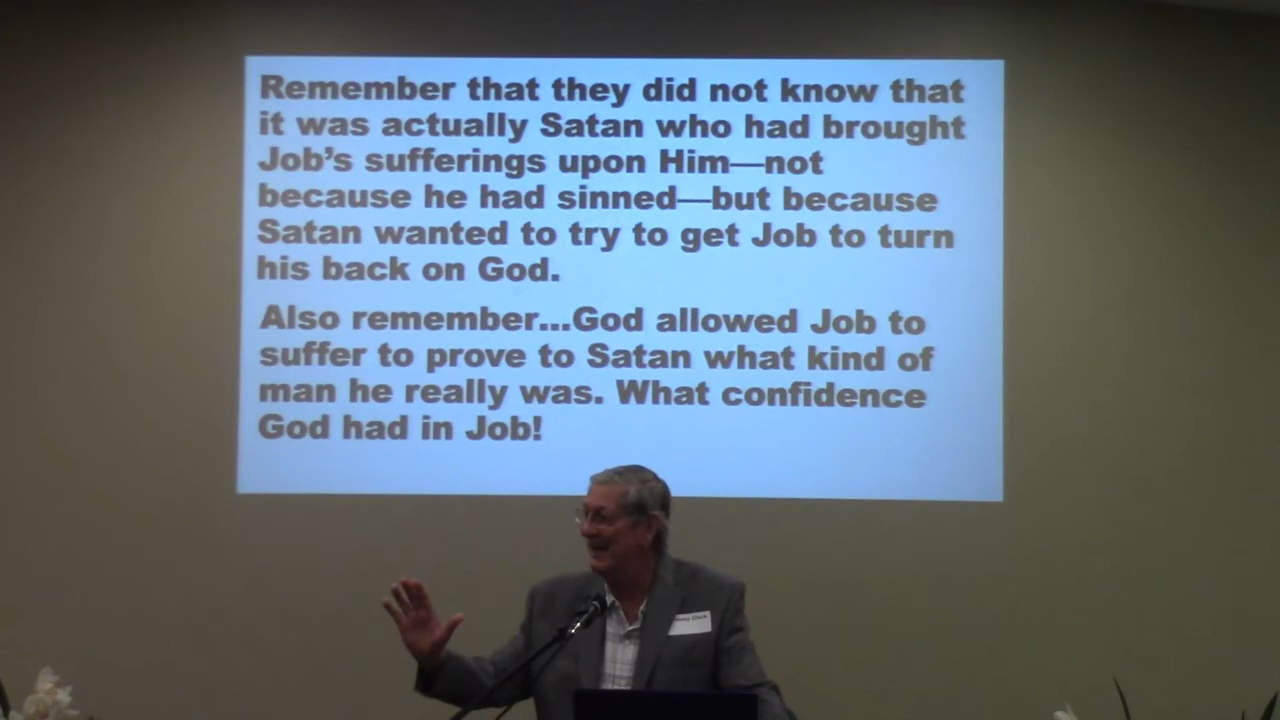 Remember that they did not know that
it was actually Satan who had brought
Job's sufferings upon Him—not
because he had sinned—but because
Satan wanted to try to get Job to turn
his back on God.
Also remember...God allowed Job to
suffer to prove to Satan what kind of
man he really was. What confidence
God had in Job!